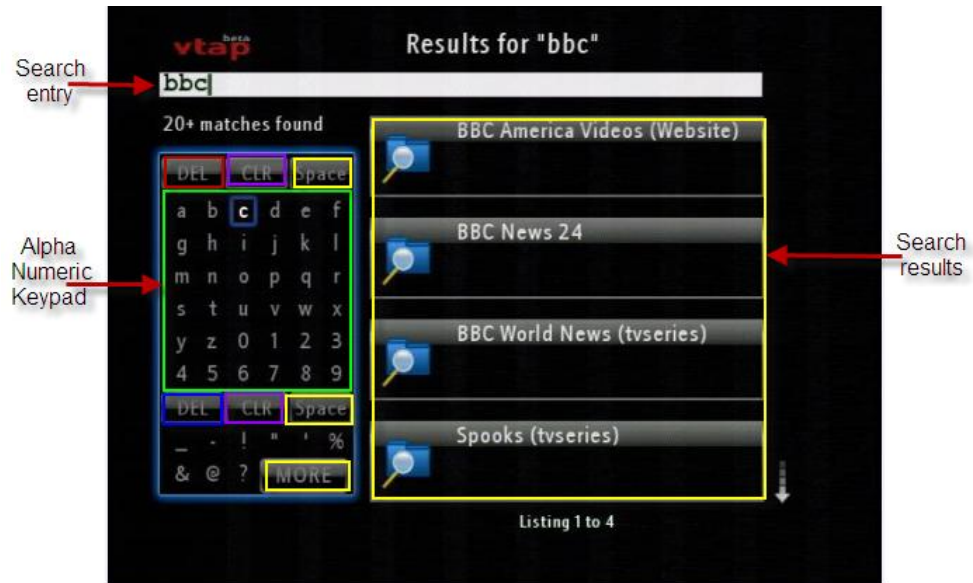 vtap beta
Results for "bbc"
Search
entry
bbc
20+ matches found
DEL CLR Space
a b c d e f
g h i j k l
m n o p q r
s t u v w x
y z 0 1 2 3
4 5 6 7 8 9
DEL CLR Space
_ - ! " ' %
& @ ? MORE
Alpha
Numeric
Keypad
BBC America Videos (Website)
BBC News 24
BBC World News (tvseries)
Spooks (tvseries)
Listing 1 to 4
Search
results